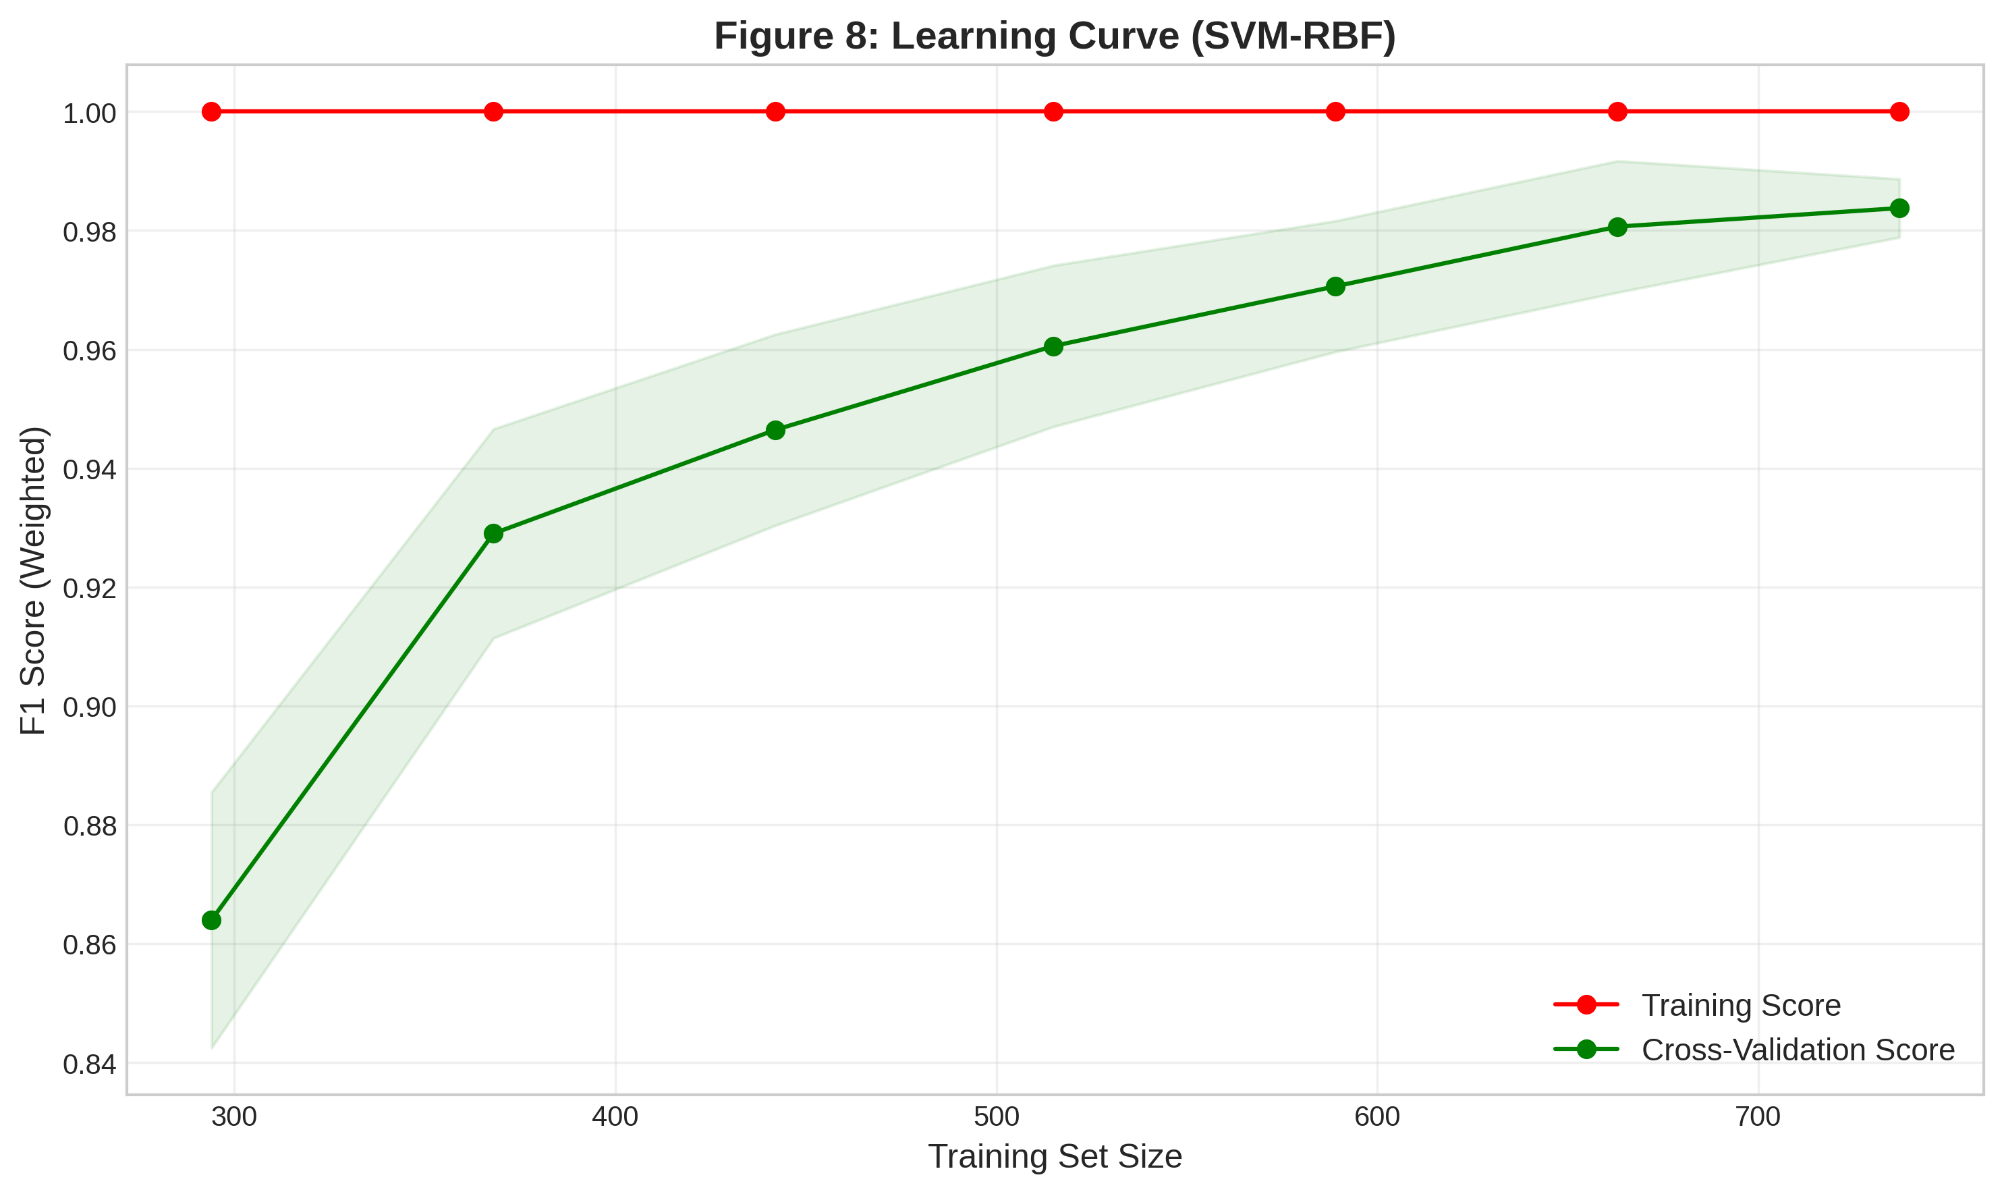 Figure 8: Learning Curve (SVM-RBF)
F1 Score (Weighted)
1.00
0.98
0.96
0.94
0.92
0.90
0.88
0.86
0.84
Training Score
Cross-Validation Score
300 400 500 600 700
Training Set Size